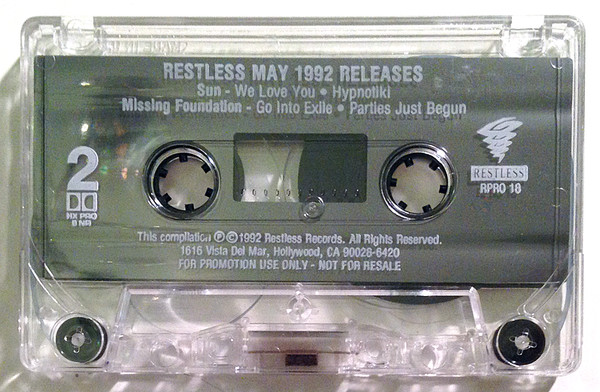 RESTLESS MAY 1992 RELEASES
Sun - We Love You • Hypnotiki
Missing Foundation - Go Into Exile • Parties Just Begun
2
HX PRO
B NR
RESTLESS
RPRO 18
This compilation ℗©1992 Restless Records. All Rights Reserved.
1616 Vista Del Mar, Hollywood, CA 90028-6420
FOR PROMOTION USE ONLY - NOT FOR RESALE